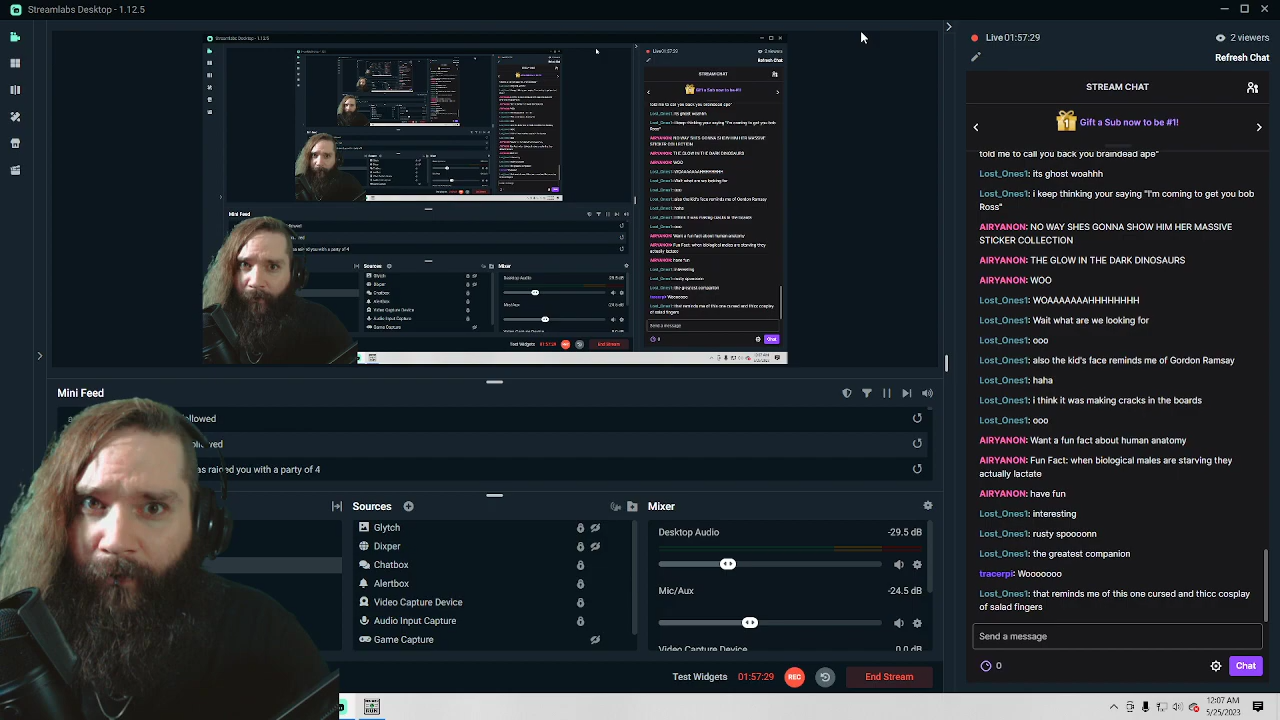 Streamlabs Desktop - 1.12.5
Live 01:57:29
2 viewers
Refresh Chat
STREAM CHAT
Gift a Sub now to be #1!
told me to cut you back you braindead ape"
Lost_Ones1: its ghost washin
Lost_Ones1: i keep thinking your saying "I'm coming to get you bob
Ross"
AIRYANON: NO WAY SHES GONNA SHOW HIM HER MASSIVE
STICKER COLLECTION
AIRYANON: THE GLOW IN THE DARK DINOSAURS
AIRYANON: WOO
Lost_Ones1: WOAAAAAAHHHHHHHH
Lost_Ones1: Wait what are we looking for
Lost_Ones1: ooo
Lost_Ones1: also the kid's face reminds me of Gordon Ramsay
Lost_Ones1: haha
Lost_Ones1: i think it was making cracks in the boards
Lost_Ones1: ooo
AIRYANON: Want a fun fact about human anatomy
AIRYANON: Fun Fact: when biological males are starving they
actually lactate
AIRYANON: have fun
Lost_Ones1: interesting
Lost_Ones1: rusty spoooonn
Lost_Ones1: the greatest companion
tracerpi: Wooooooo
Lost_Ones1: that reminds me of this one cursed and thicc cosplay
of salad fingers
Send a message
0
Chat
Mini Feed
followed
as raided you with a party of 4
Sources
Glytch
Dixper
Chatbox
Alertbox
Video Capture Device
Audio Input Capture
Game Capture
Mixer
Desktop Audio
-29.5 dB
Mic/Aux
-24.5 dB
Video Capture Device
0.0 dB
Test Widgets
01:57:29
REC
End Stream
12:07 AM
5/25/2023